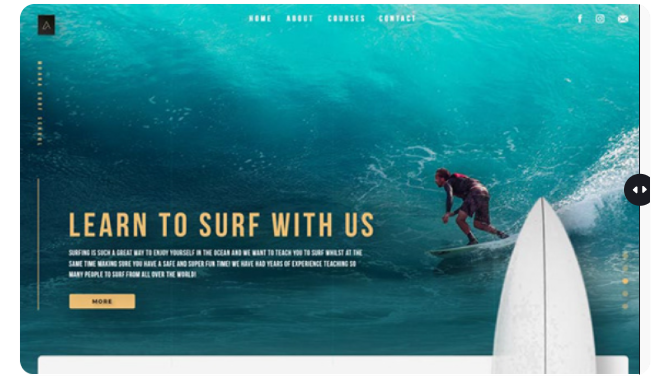 HOME ABOUT COURSES CONTACT
LEARN TO SURF WITH US
SURFING IS SUCH A GREAT WAY TO ENJOY YOURSELF IN THE OCEAN AND WE WANT TO TEACH YOU TO SURF WHILST AT THE
SAME TIME MAKING SURE YOU HAVE A SAFE AND SUPER FUN TIME! WE HAVE HAD YEARS OF EXPERIENCE TEACHING SO
MANY PEOPLE TO SURF FROM ALL OVER THE WORLD!
MORE